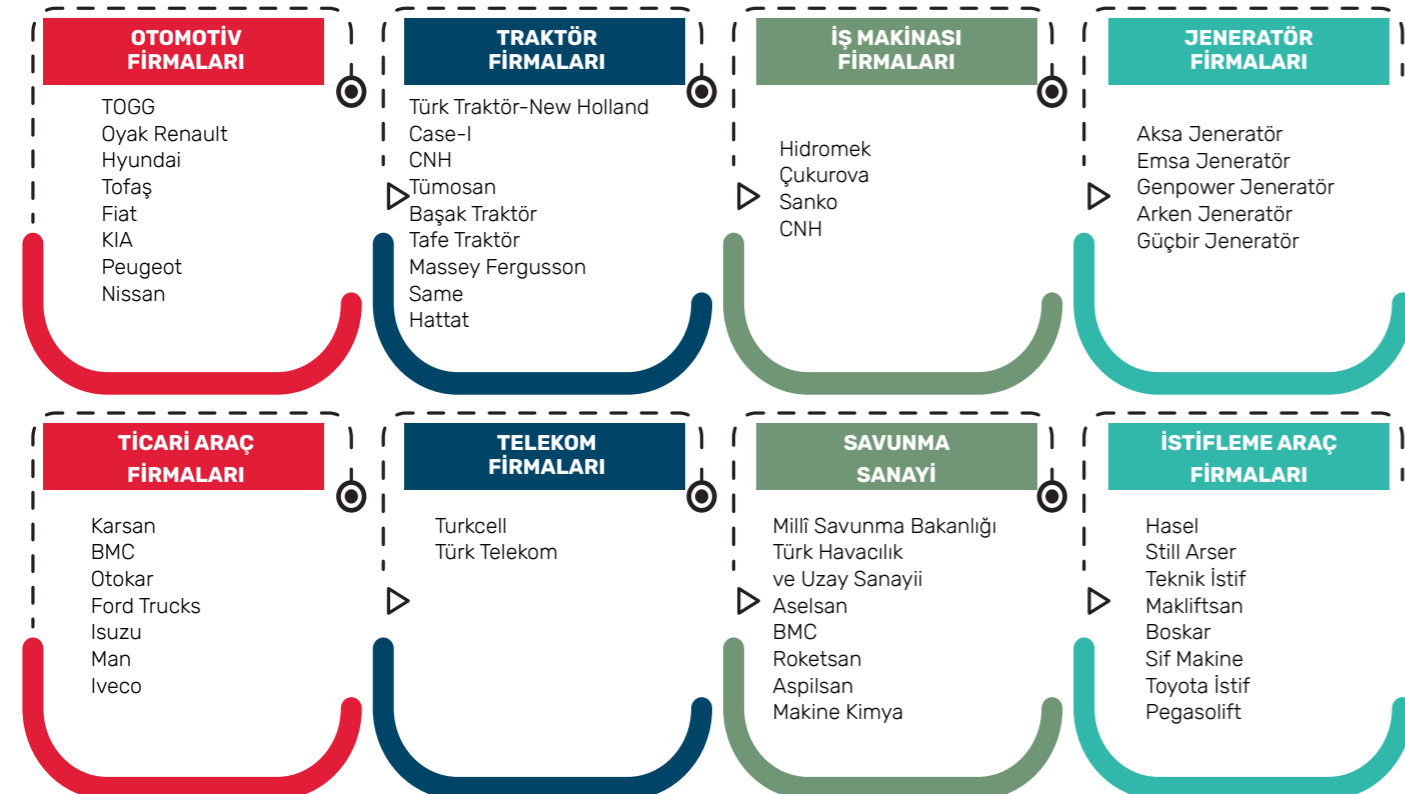 OTOMOTİV
FİRMALARI
TOGG
Oyak Renault
Hyundai
Tofaş
Fiat
KIA
Peugeot
Nissan
TRAKTÖR
FİRMALARI
Türk Traktör-New Holland
Case-I
CNH
Tümosan
Başak Traktör
Tafe Traktör
Massey Fergusson
Same
Hattat
İŞ MAKİNASI
FİRMALARI
Hidromek
Çukurova
Sanko
CNH
JENERATÖR
FİRMALARI
Aksa Jeneratör
Emsa Jeneratör
Genpower Jeneratör
Arken Jeneratör
Güçbir Jeneratör
TİCARİ ARAÇ
FİRMALARI
Karsan
BMC
Otokar
Ford Trucks
Isuzu
Man
Iveco
TELEKOM
FİRMALARI
Turkcell
Türk Telekom
SAVUNMA
SANAYİ
Millî Savunma Bakanlığı
Türk Havacılık
ve Uzay Sanayii
Aselsan
BMC
Roketsan
Aspilsan
Makine Kimya
İSTİFLEME ARAÇ
FİRMALARI
Hasel
Still Arser
Teknik İstif
Makliftsan
Boskar
Sif Makine
Toyota İstif
Pegasolift